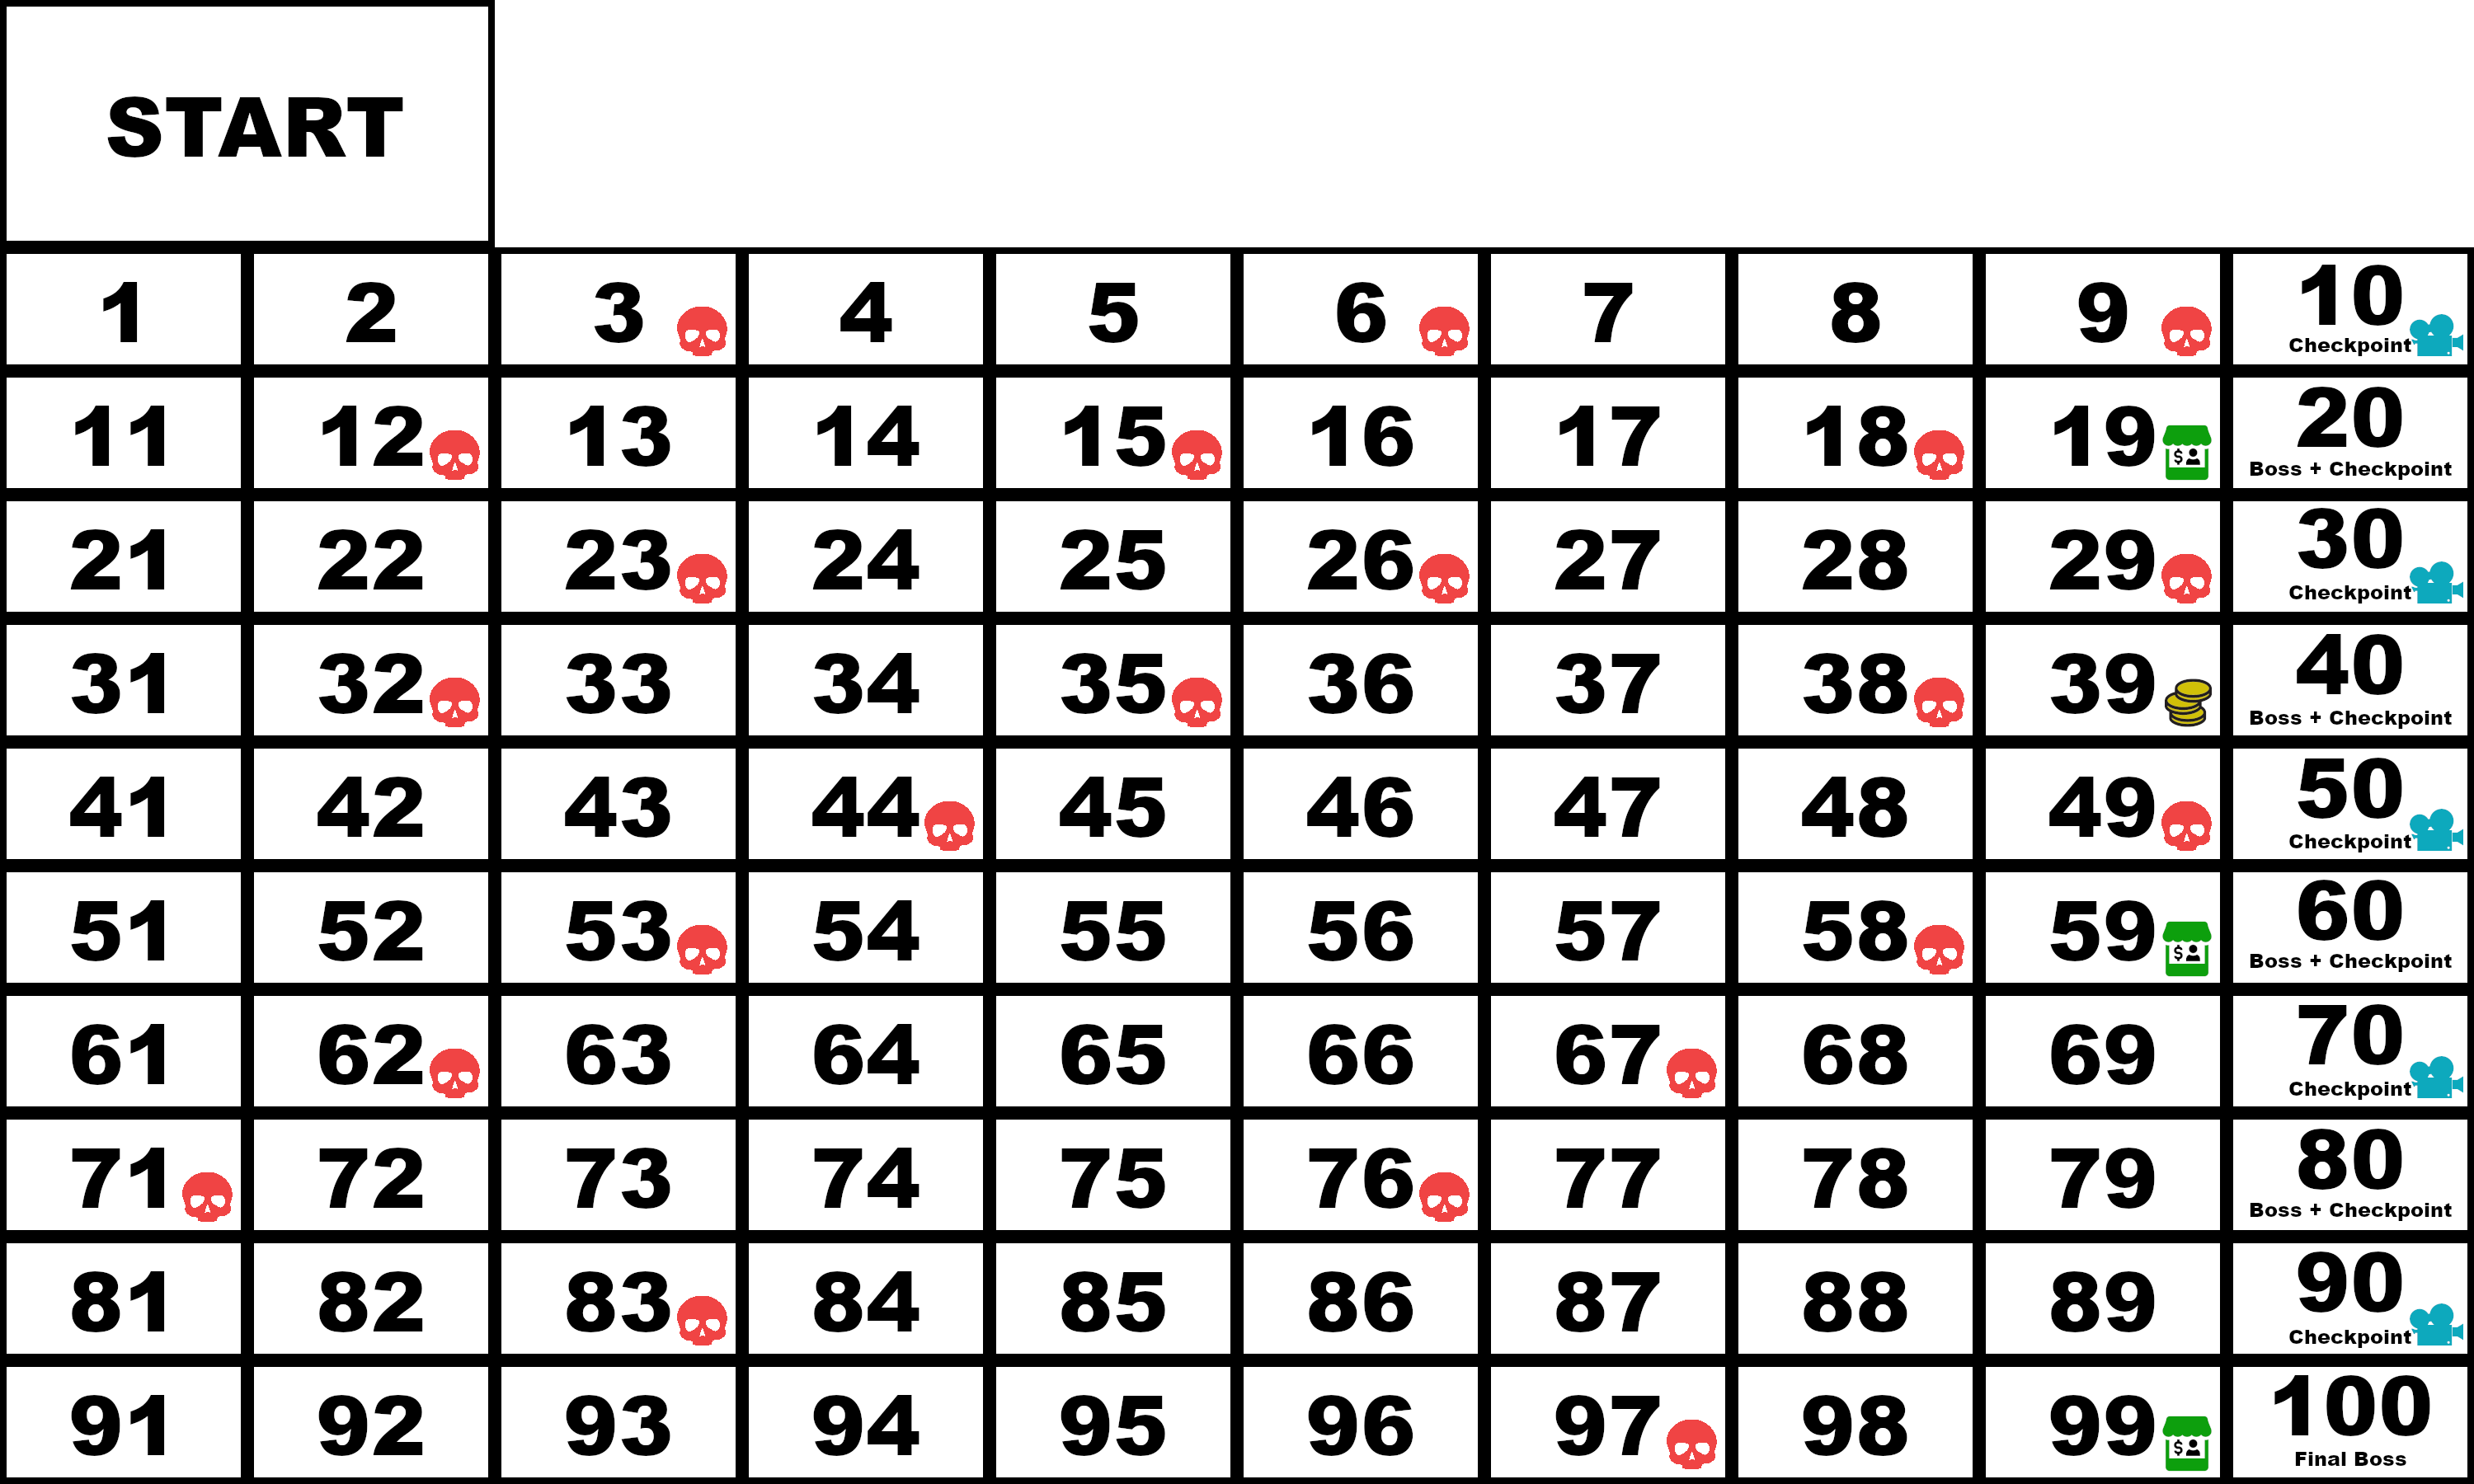 START
1 2 3 4 5 6 7 8 9 10
Checkpoint
11 12 13 14 15 16 17 18 19 20
$ Boss + Checkpoint
21 22 23 24 25 26 27 28 29 30
Checkpoint
31 32 33 34 35 36 37 38 39 40
Boss + Checkpoint
41 42 43 44 45 46 47 48 49 50
Checkpoint
51 52 53 54 55 56 57 58 59 60
$ Boss + Checkpoint
61 62 63 64 65 66 67 68 69 70
Checkpoint
71 72 73 74 75 76 77 78 79 80
Boss + Checkpoint
81 82 83 84 85 86 87 88 89 90
Checkpoint
91 92 93 94 95 96 97 98 99 100
$ Final Boss